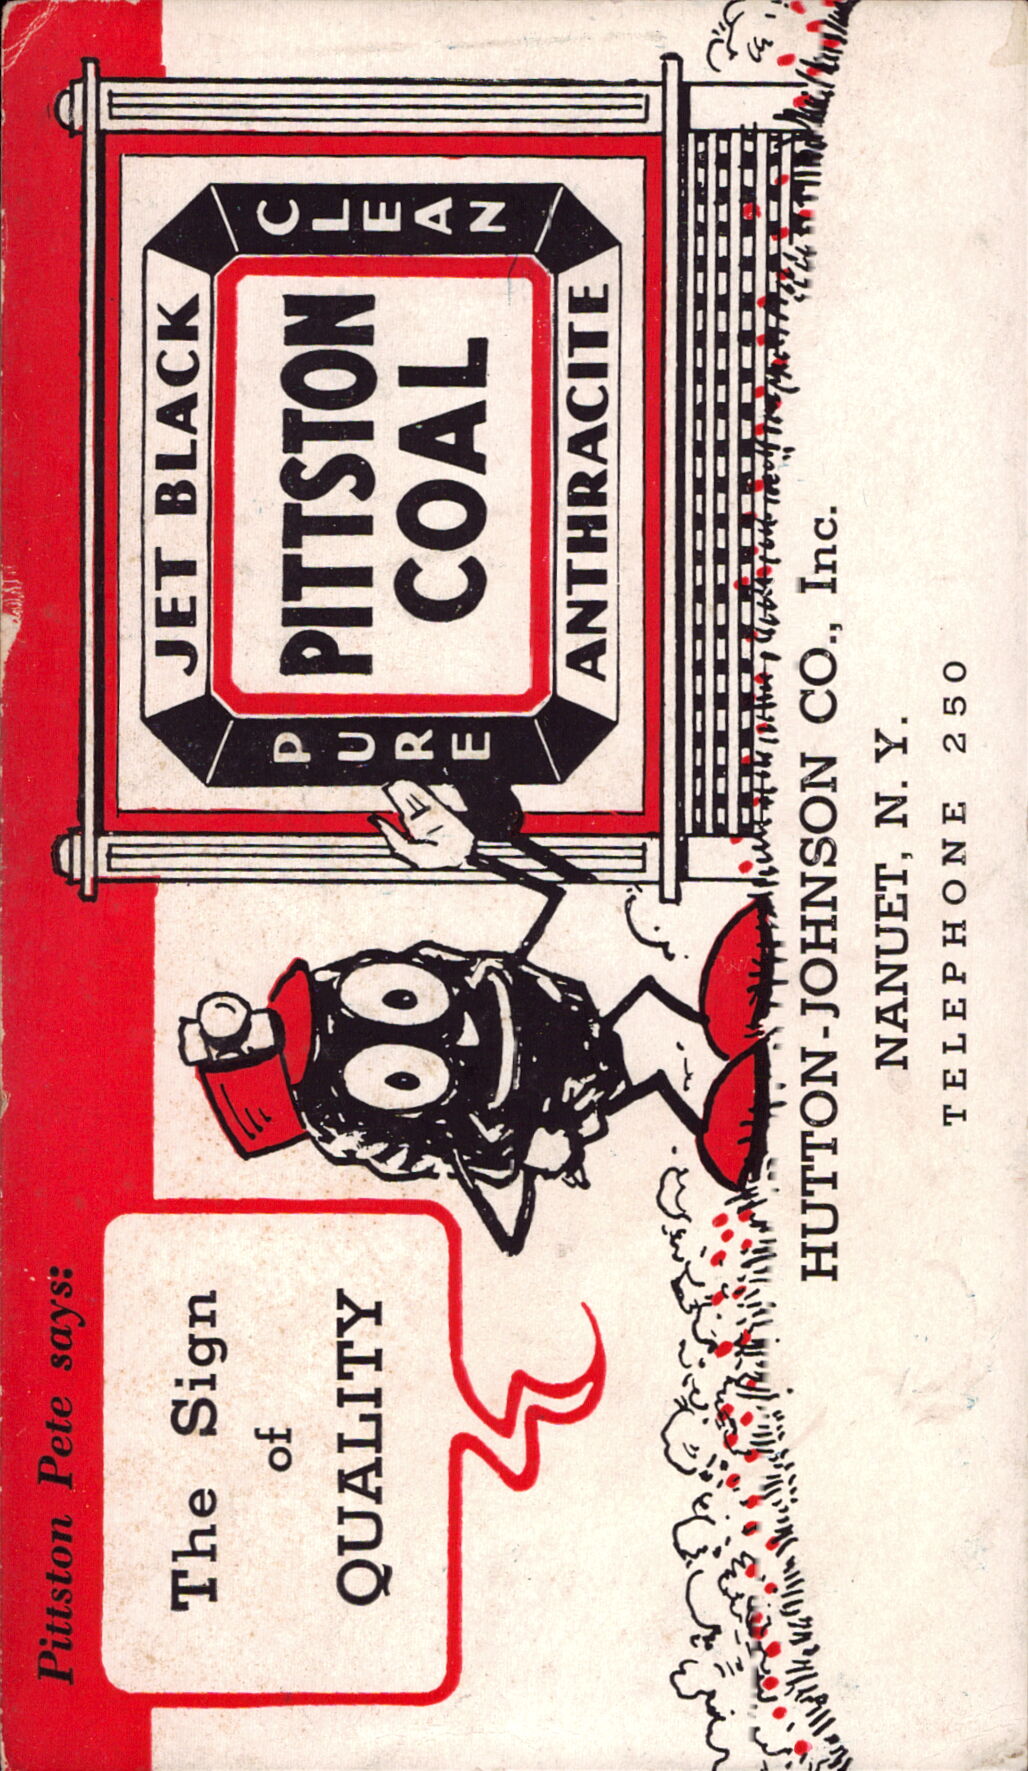 Pittston Pete says:
The Sign
of
QUALITY
JET BLACK
PURE
PITTSTON
COAL
CLEAN
ANTHRACITE
HUTTON-JOHNSON CO., Inc.
NANUET, N. Y.
TELEPHONE 250